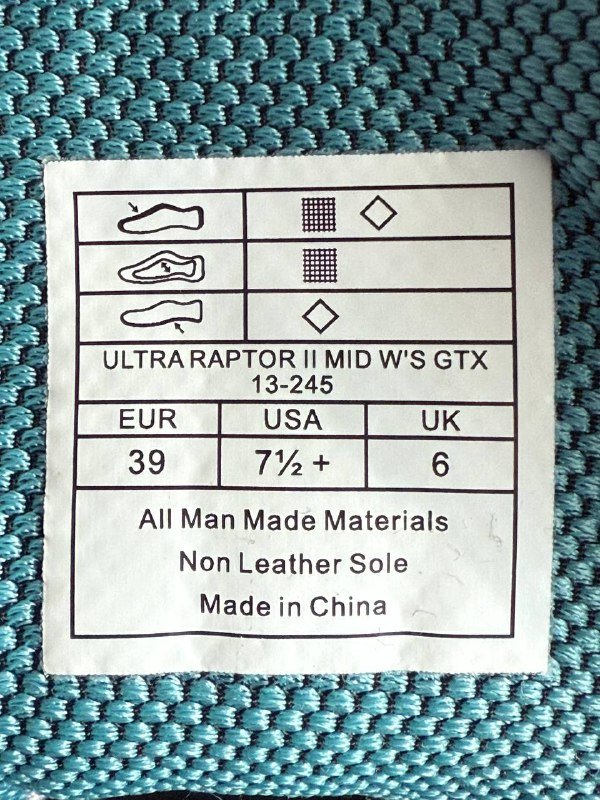 ULTRA RAPTOR II MID W'S GTX
13-245
EUR USA UK
39 7½ + 6
All Man Made Materials
Non Leather Sole
Made in China